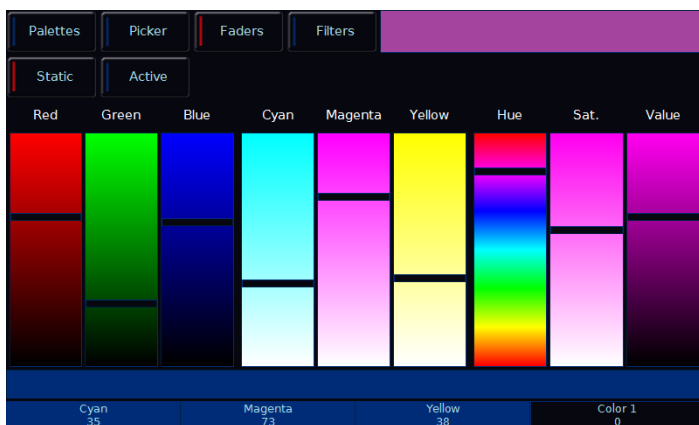 Palettes Picker Faders Filters
Static Active
Red Green Blue Cyan Magenta Yellow Hue Sat. Value
Cyan Magenta Yellow Color 1
35 73 38 0